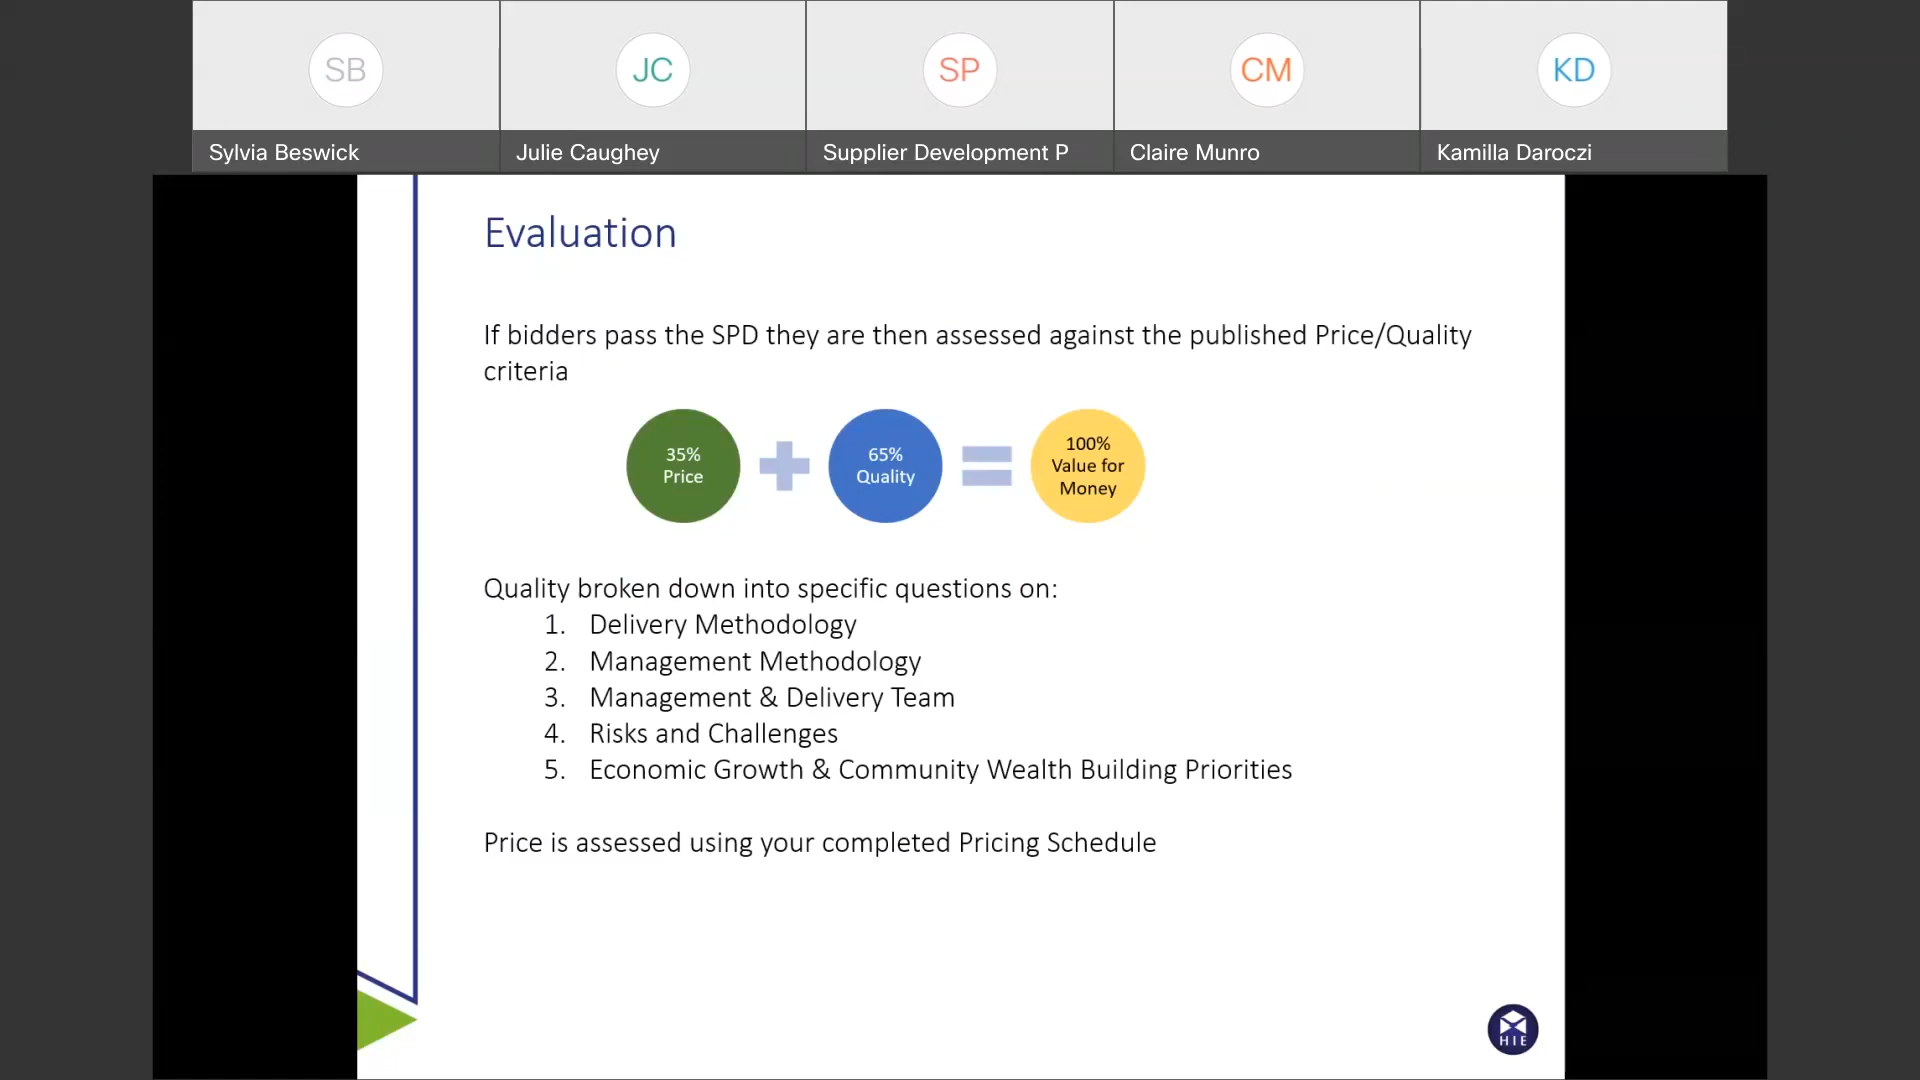 SB
JC
SP
CM
KD
Sylvia Beswick
Julie Caughey
Supplier Development P
Claire Munro
Kamilla Daroczi
Evaluation
If bidders pass the SPD they are then assessed against the published Price/Quality
criteria
35%
Price
65%
Quality
100%
Value for
Money
Quality broken down into specific questions on:
1. Delivery Methodology
2. Management Methodology
3. Management & Delivery Team
4. Risks and Challenges
5. Economic Growth & Community Wealth Building Priorities
Price is assessed using your completed Pricing Schedule
HIE